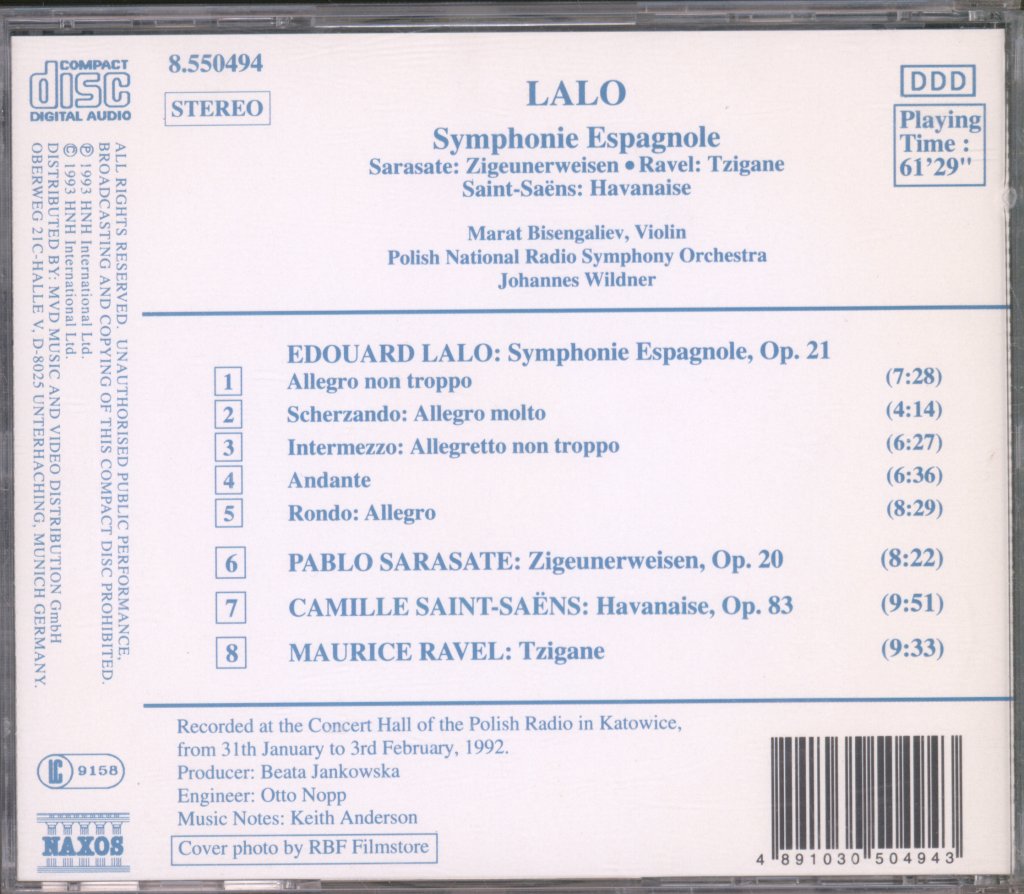 COMPACT
disc
DIGITAL AUDIO
8.550494
STEREO
LALO
Symphonie Espagnole
Sarasate: Zigeunerweisen • Ravel: Tzigane
Saint-Saëns: Havanaise
Marat Bisengaliev, Violin
Polish National Radio Symphony Orchestra
Johannes Wildner
DDD
Playing
Time :
61'29"
ALL RIGHTS RESERVED. UNAUTHORISED PUBLIC PERFORMANCE,
BROADCASTING AND COPYING OF THIS COMPACT DISC PROHIBITED.
℗ 1993 HNH International Ltd.
© 1993 HNH International Ltd.
DISTRIBUTED BY: MVD MUSIC AND VIDEO DISTRIBUTION GmbH
OBERWEG 21C-HALLE V, D-8025 UNTERHACHING, MUNICH GERMANY.
EDOUARD LALO: Symphonie Espagnole, Op. 21
1 Allegro non troppo (7:28)
2 Scherzando: Allegro molto (4:14)
3 Intermezzo: Allegretto non troppo (6:27)
4 Andante (6:36)
5 Rondo: Allegro (8:29)
6 PABLO SARASATE: Zigeunerweisen, Op. 20 (8:22)
7 CAMILLE SAINT-SAËNS: Havanaise, Op. 83 (9:51)
8 MAURICE RAVEL: Tzigane (9:33)
Recorded at the Concert Hall of the Polish Radio in Katowice,
from 31th January to 3rd February, 1992.
Producer: Beata Jankowska
Engineer: Otto Nopp
Music Notes: Keith Anderson
Cover photo by RBF Filmstore
LC 9158
NAXOS
DIGITAL AUDIO
4 891030 504943